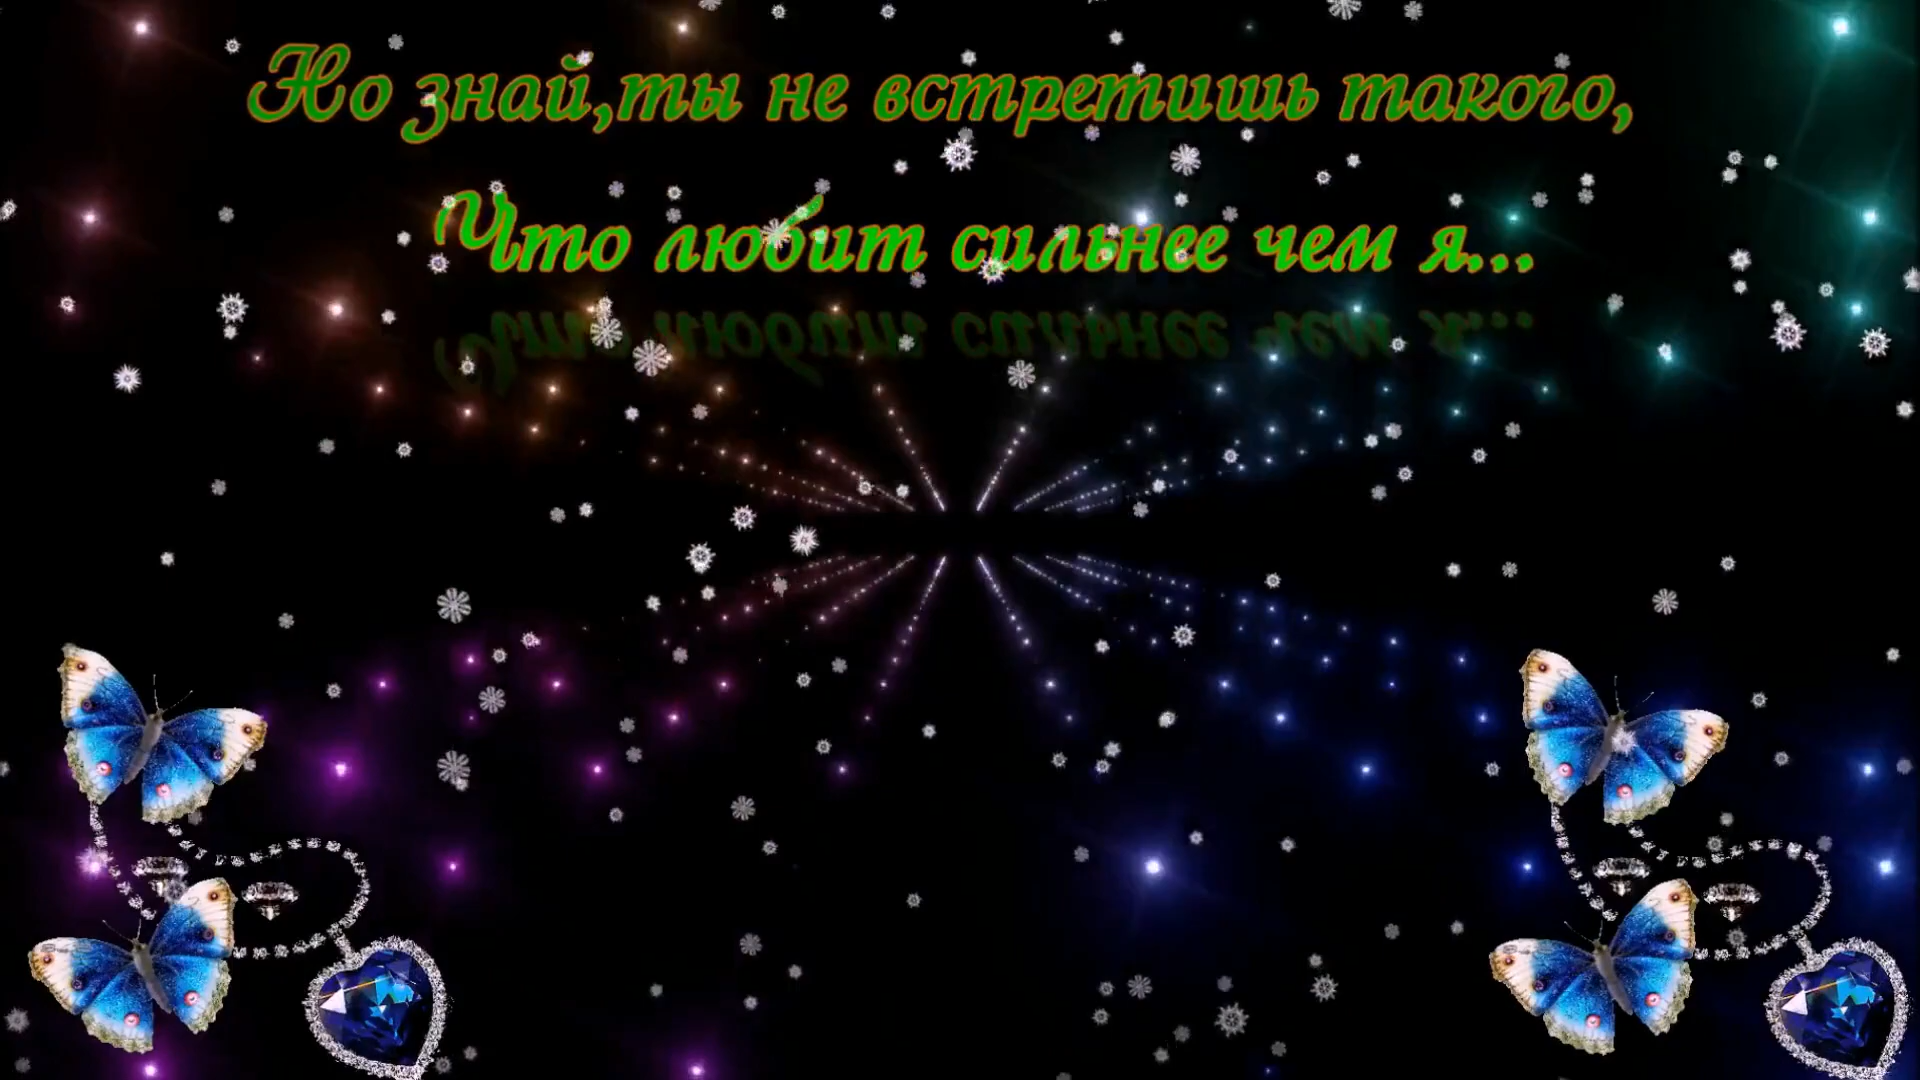 Но знай,ты не встретишь такого,
Что любит сильнее чем я...